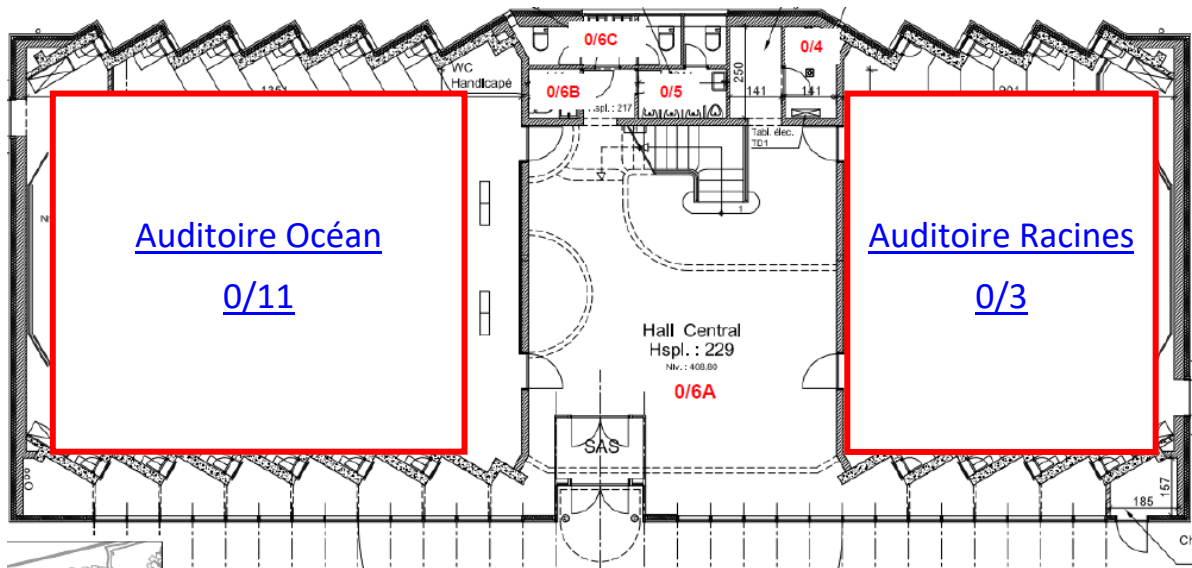 0/6C
0/4
WC
Handicapé
250
0/6B
0/5
141
141
Hspl. : 217
Tabl. élec.
TD1
1
Auditoire Océan
0/11
Auditoire Racines
0/3
Hall Central
Hspl. : 229
Niv. : 408,80
0/6A
SAS
157
185